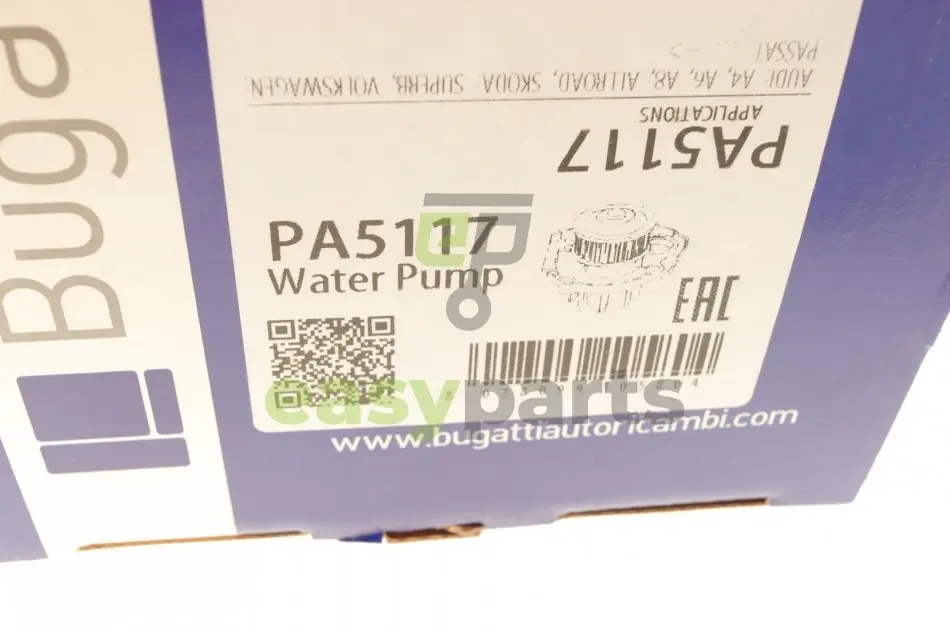 Buga
AUDI: A4, A6, A8, ALLROAD, SKODA: SUPERB, VOLKSWAGEN:
PASSAT ... ->
PA5117
APPLICATIONS
PA5117
Water Pump
EAC
easyparts
www.bugattiautoricambi.com